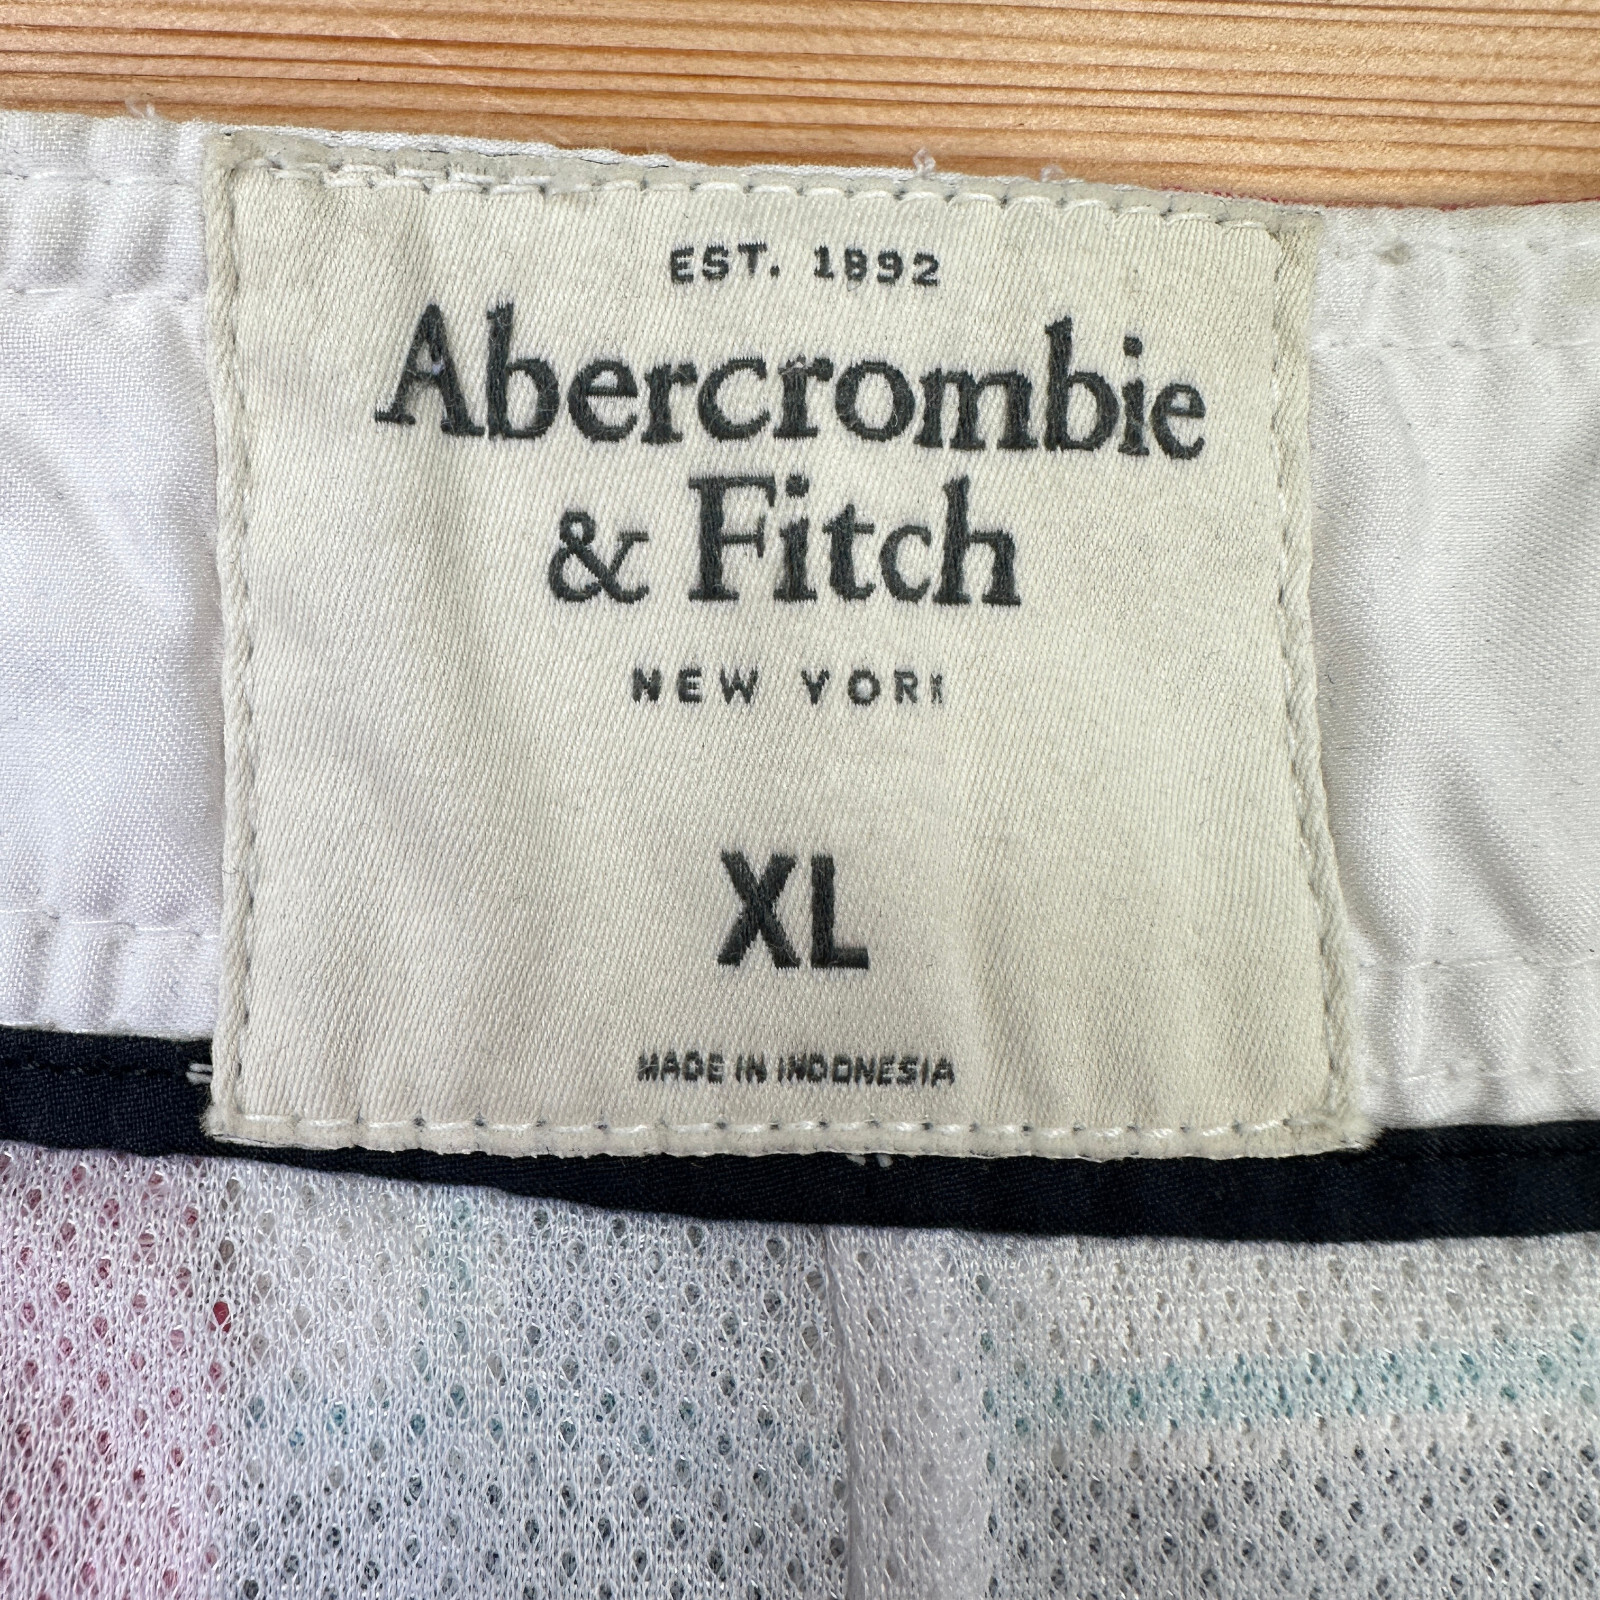 EST. 1892
Abercrombie
& Fitch
NEW YORK
XL
MADE IN INDONESIA